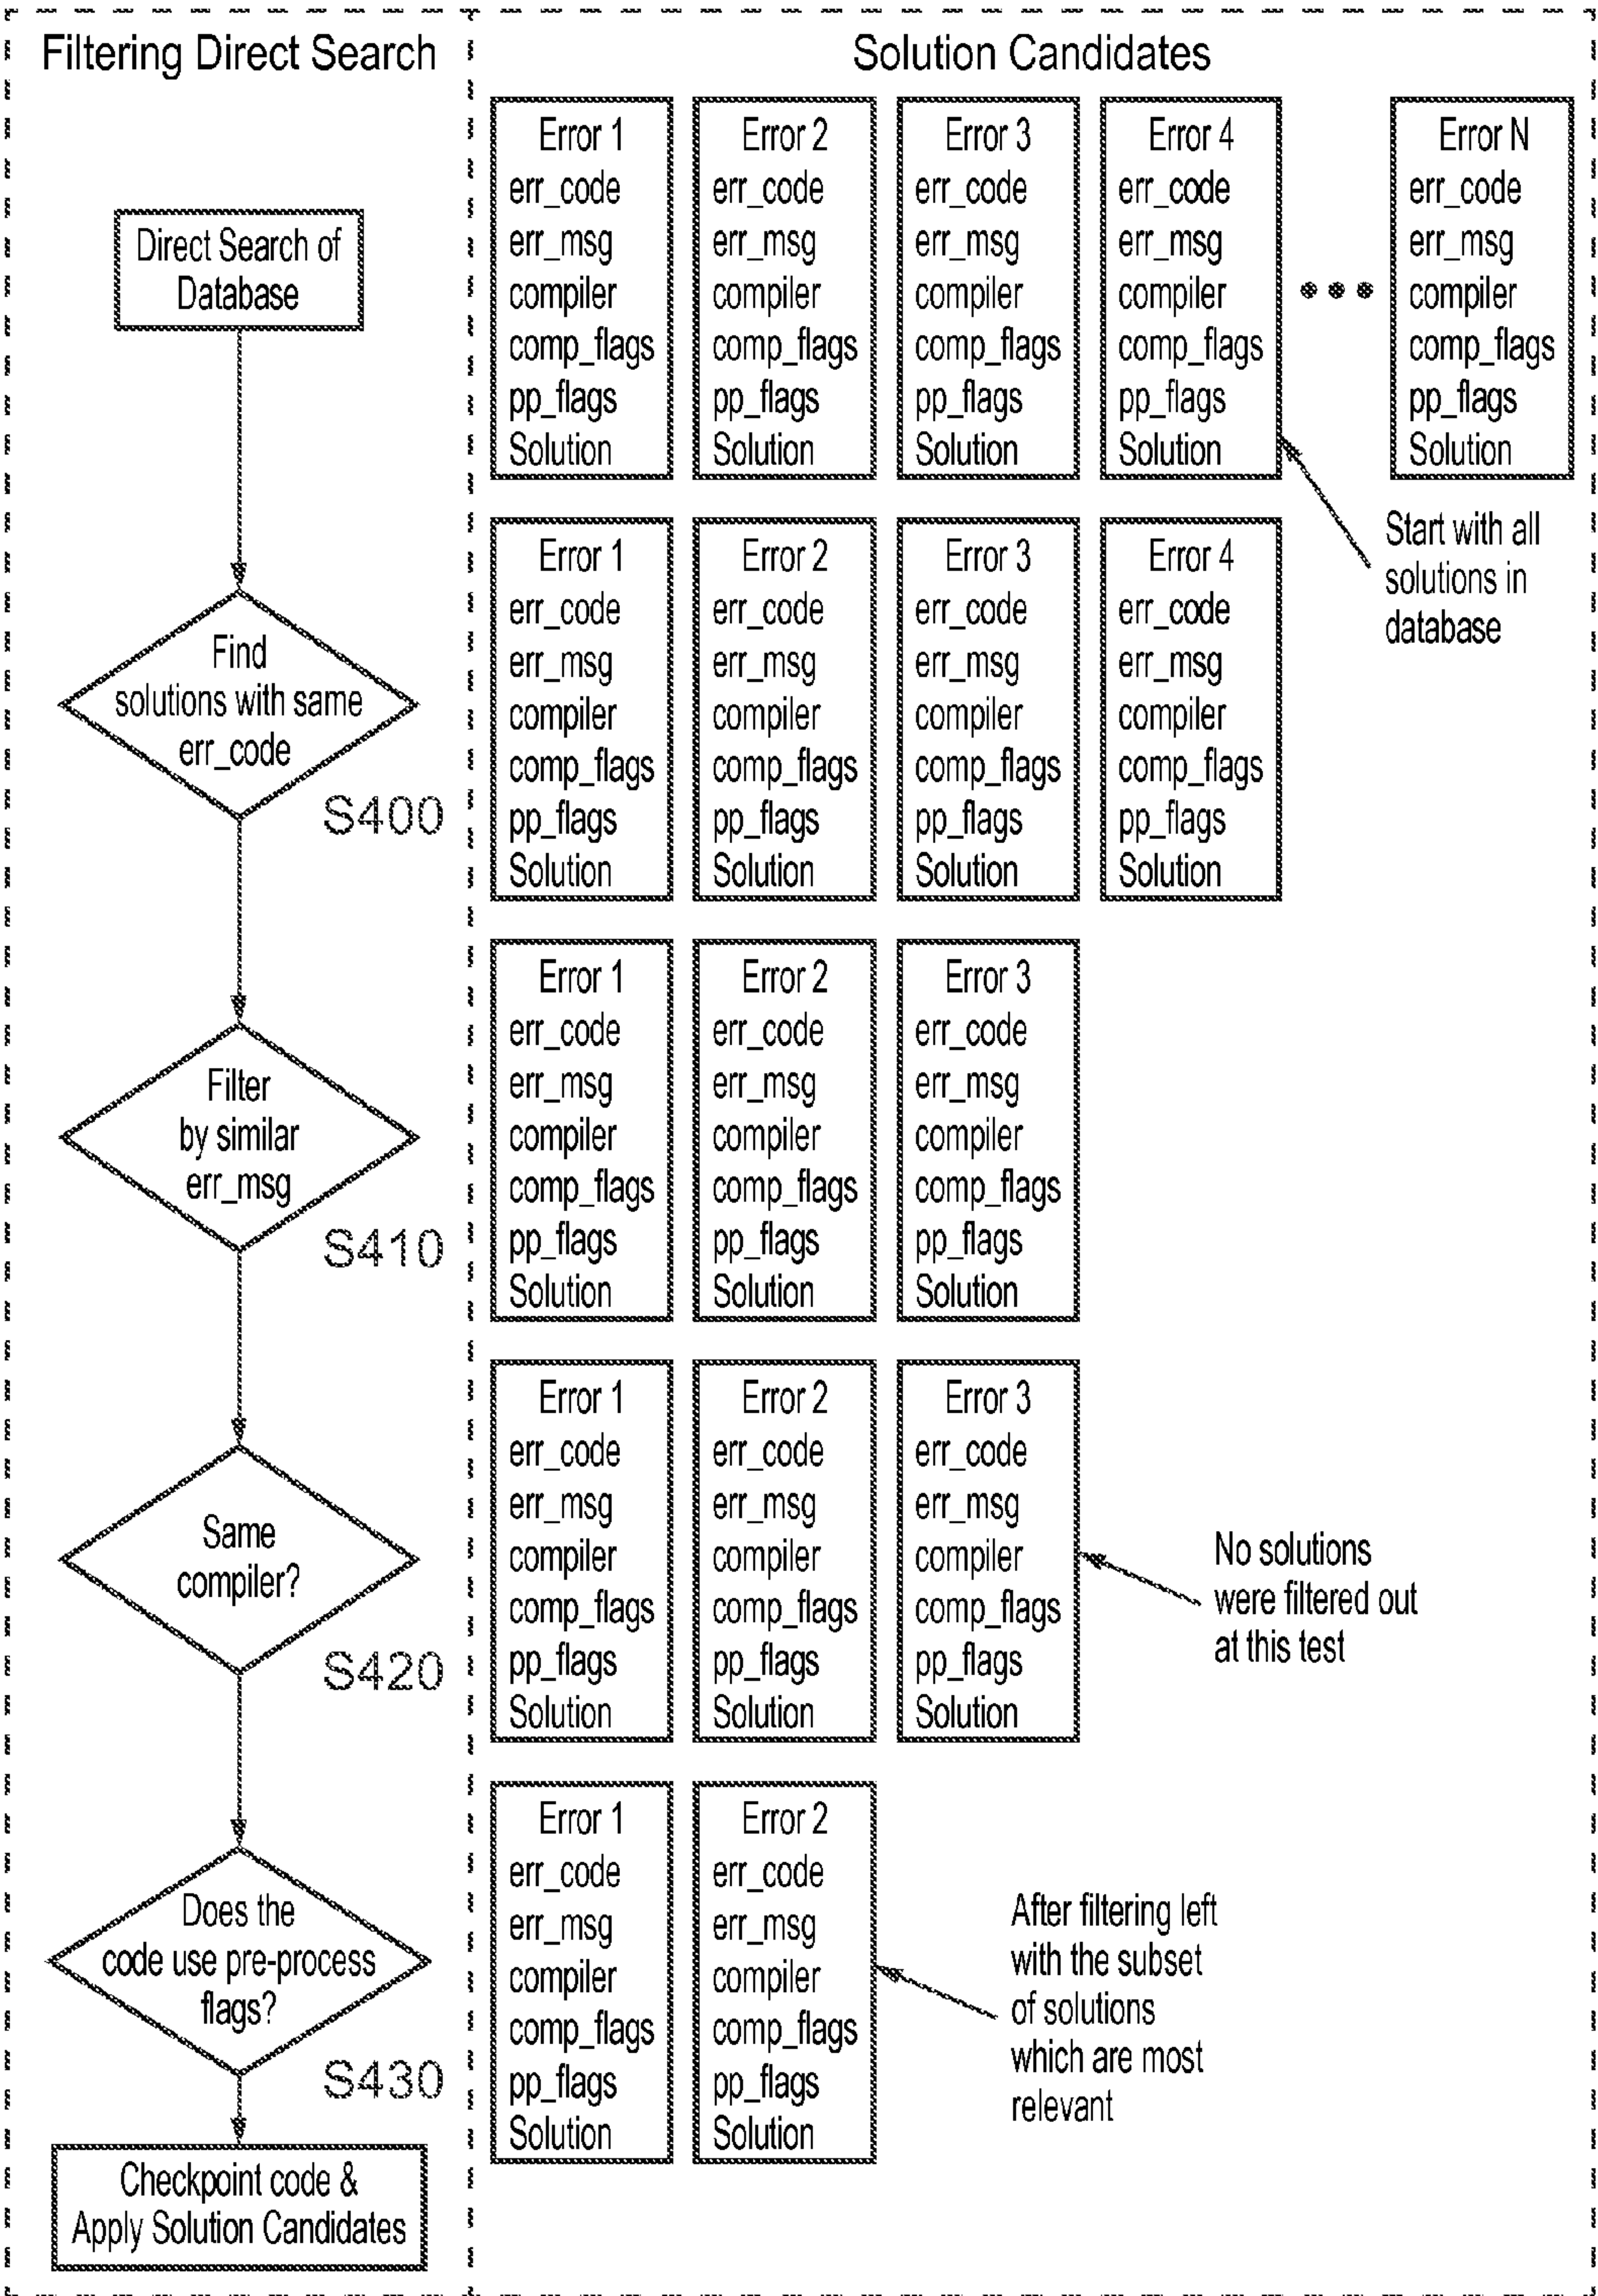 Filtering Direct Search
Direct Search of
Database
Find
solutions with same
err_code
S400
Filter
by similar
err_msg
S410
Same
compiler?
S420
Does the
code use pre-process
flags?
S430
Checkpoint code &
Apply Solution Candidates
Solution Candidates
Error 1
err_code
err_msg
compiler
comp_flags
pp_flags
Solution
Error 2
err_code
err_msg
compiler
comp_flags
pp_flags
Solution
Error 3
err_code
err_msg
compiler
comp_flags
pp_flags
Solution
Error 4
err_code
err_msg
compiler
comp_flags
pp_flags
Solution
Error N
err_code
err_msg
compiler
comp_flags
pp_flags
Solution
Start with all
solutions in
database
Error 1
err_code
err_msg
compiler
comp_flags
pp_flags
Solution
Error 2
err_code
err_msg
compiler
comp_flags
pp_flags
Solution
Error 3
err_code
err_msg
compiler
comp_flags
pp_flags
Solution
Error 4
err_code
err_msg
compiler
comp_flags
pp_flags
Solution
Error 1
err_code
err_msg
compiler
comp_flags
pp_flags
Solution
Error 2
err_code
err_msg
compiler
comp_flags
pp_flags
Solution
Error 3
err_code
err_msg
compiler
comp_flags
pp_flags
Solution
Error 1
err_code
err_msg
compiler
comp_flags
pp_flags
Solution
Error 2
err_code
err_msg
compiler
comp_flags
pp_flags
Solution
Error 3
err_code
err_msg
compiler
comp_flags
pp_flags
Solution
No solutions
were filtered out
at this test
Error 1
err_code
err_msg
compiler
comp_flags
pp_flags
Solution
Error 2
err_code
err_msg
compiler
comp_flags
pp_flags
Solution
After filtering left
with the subset
of solutions
which are most
relevant